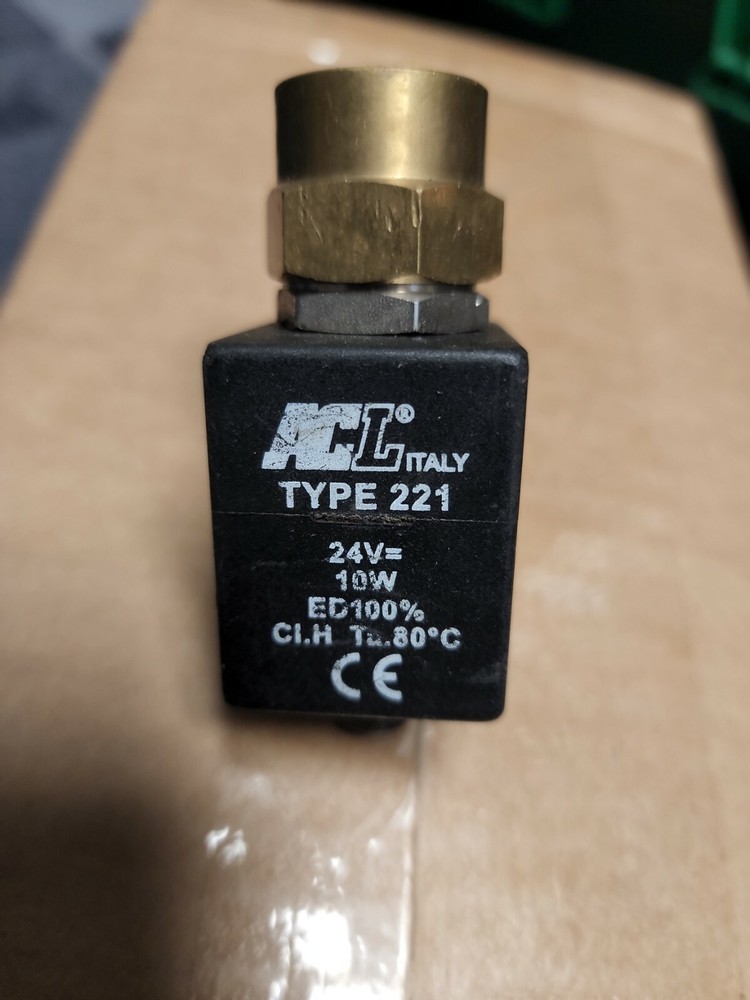 ACL® ITALY
TYPE 221
24V=
10W
ED100%
Cl.H Ta.80°C
CE